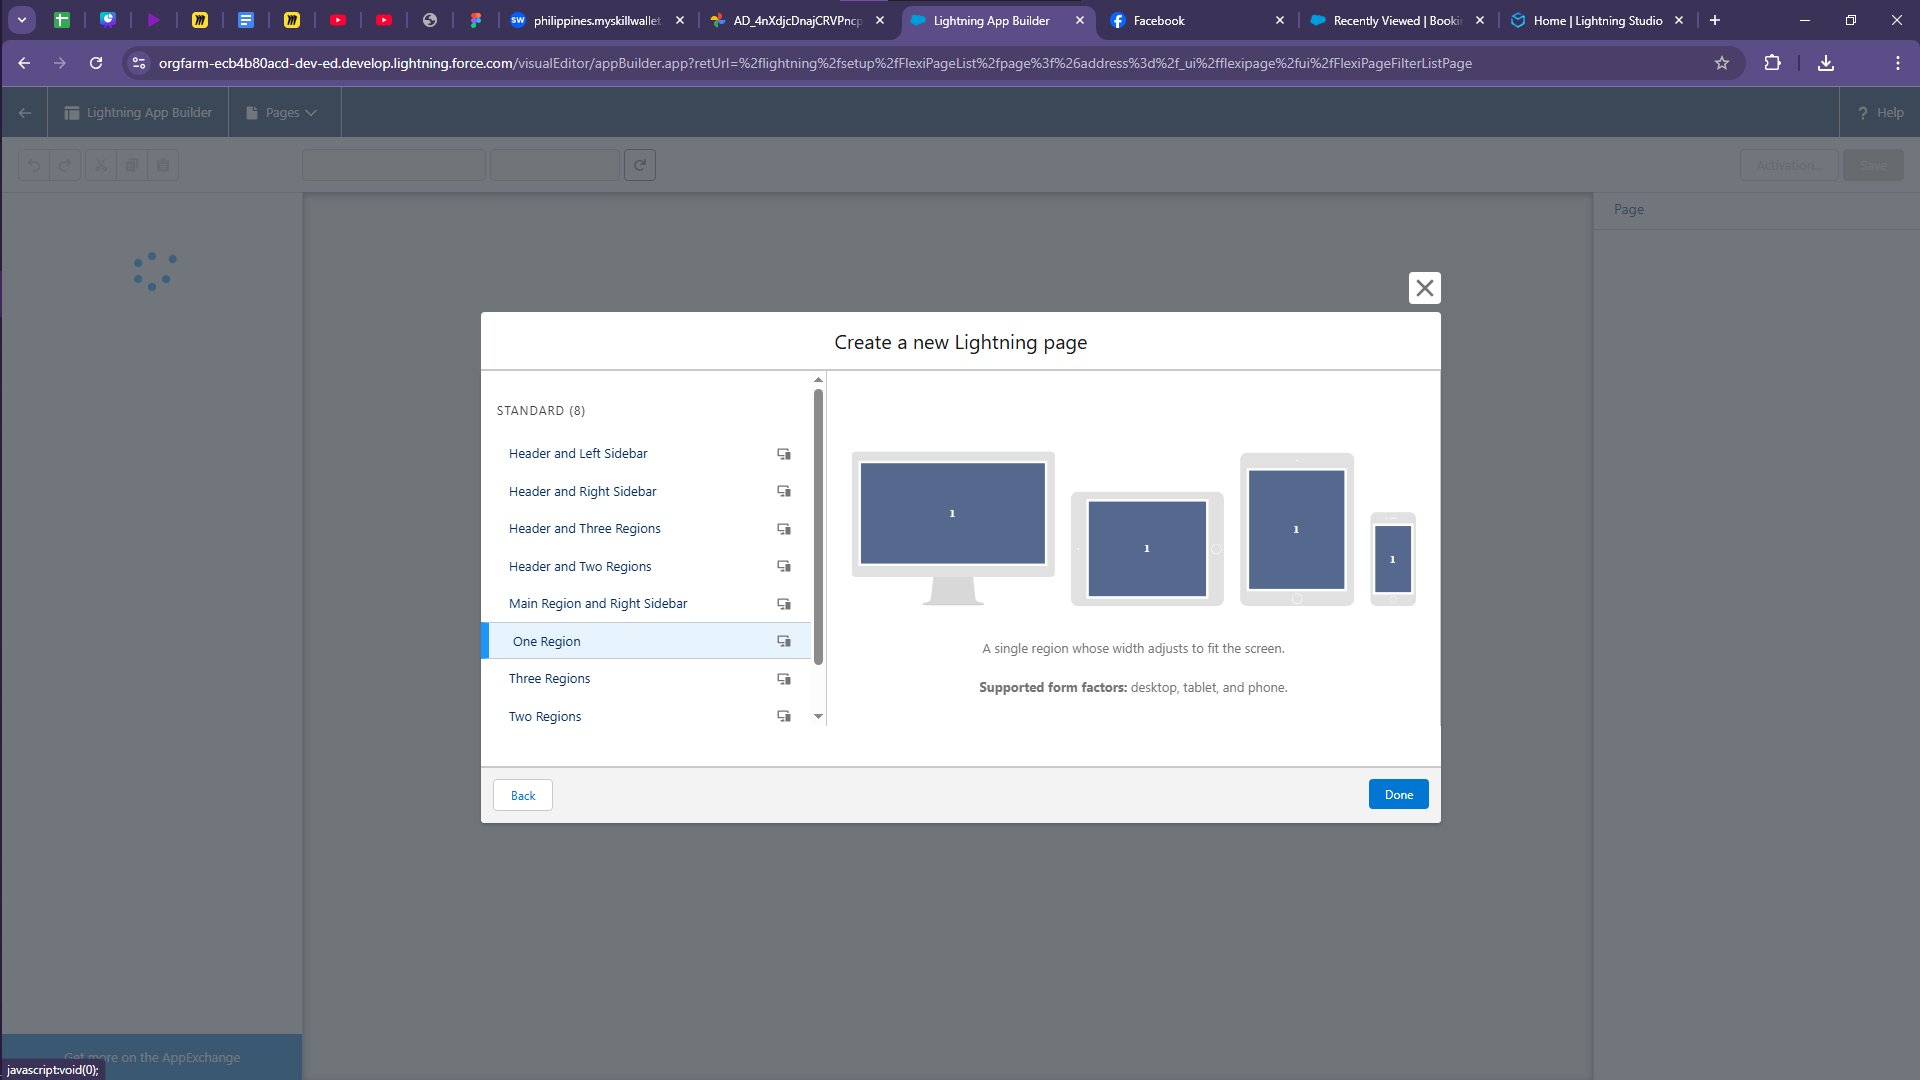 philippines.myskillwallet.
AD_4nXdjcDnajCRVPncp
Lightning App Builder
Facebook
Recently Viewed | Booki
Home | Lightning Studio
orgfarm-ecb4b80acd-dev-ed.develop.lightning.force.com/visualEditor/appBuilder.app?retUrl=%2flightning%2fsetup%2fFlexiPageList%2fpage%3f%26address%3d%2f_ui%2fflexipage%2fui%2fFlexiPageFilterListPage
Lightning App Builder
Pages
? Help
Activation...
Save
Page
Create a new Lightning page
STANDARD (8)
Header and Left Sidebar
Header and Right Sidebar
Header and Three Regions
Header and Two Regions
Main Region and Right Sidebar
One Region
Three Regions
Two Regions
1
1
1
1
A single region whose width adjusts to fit the screen.
Supported form factors: desktop, tablet, and phone.
Back
Done
Get more on the AppExchange
javascript:void(0);